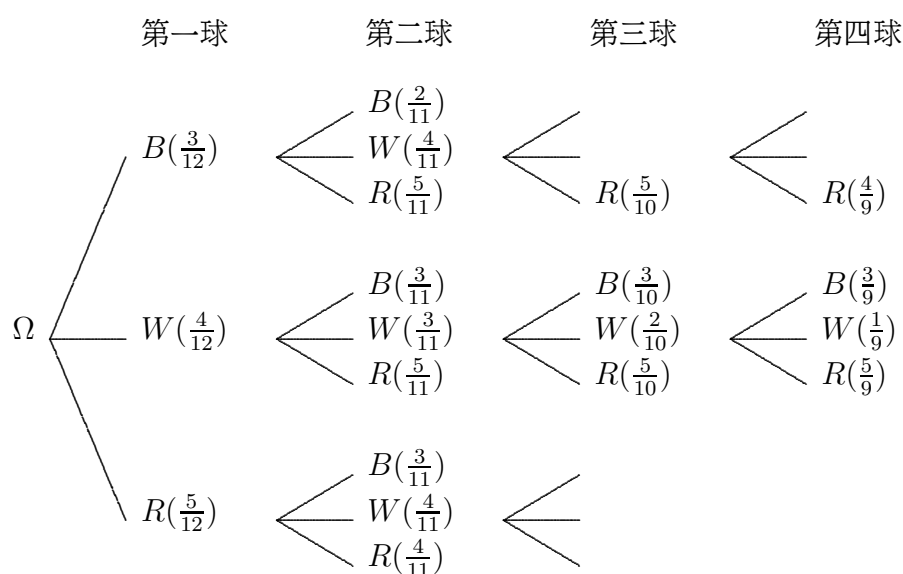 第一球 第二球 第三球 第四球
B(2/11)
B(3/12) W(4/11)
R(5/11) R(5/10) R(4/9)
B(3/11) B(3/10) B(3/9)
Ω W(4/12) W(3/11) W(2/10) W(1/9)
R(5/11) R(5/10) R(5/9)
B(3/11)
R(5/12) W(4/11)
R(4/11)